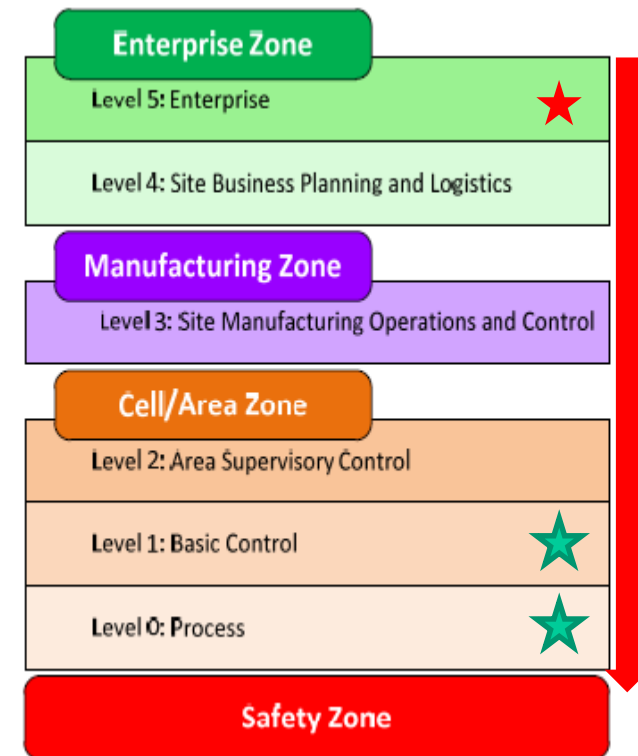 Enterprise Zone
Level 5: Enterprise
Level 4: Site Business Planning and Logistics
Manufacturing Zone
Level 3: Site Manufacturing Operations and Control
Cell/Area Zone
Level 2: Area Supervisory Control
Level 1: Basic Control
Level 0: Process
Safety Zone